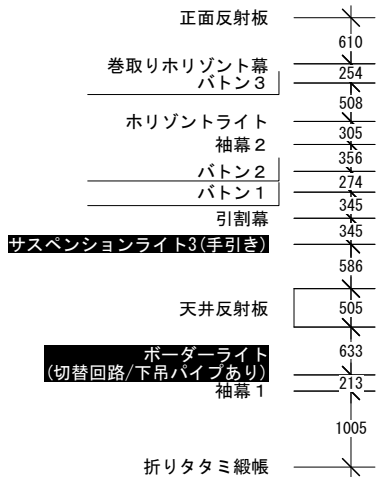 正面反射板
610
巻取りホリゾント幕
254
バトン３
508
ホリゾントライト
305
袖幕２
356
バトン２
274
バトン１
345
引割幕
345
サスペンションライト3(手引き)
586
天井反射板
505
ボーダーライト
633
(切替回路/下吊パイプあり)
213
袖幕１
1005
折りタタミ緞帳